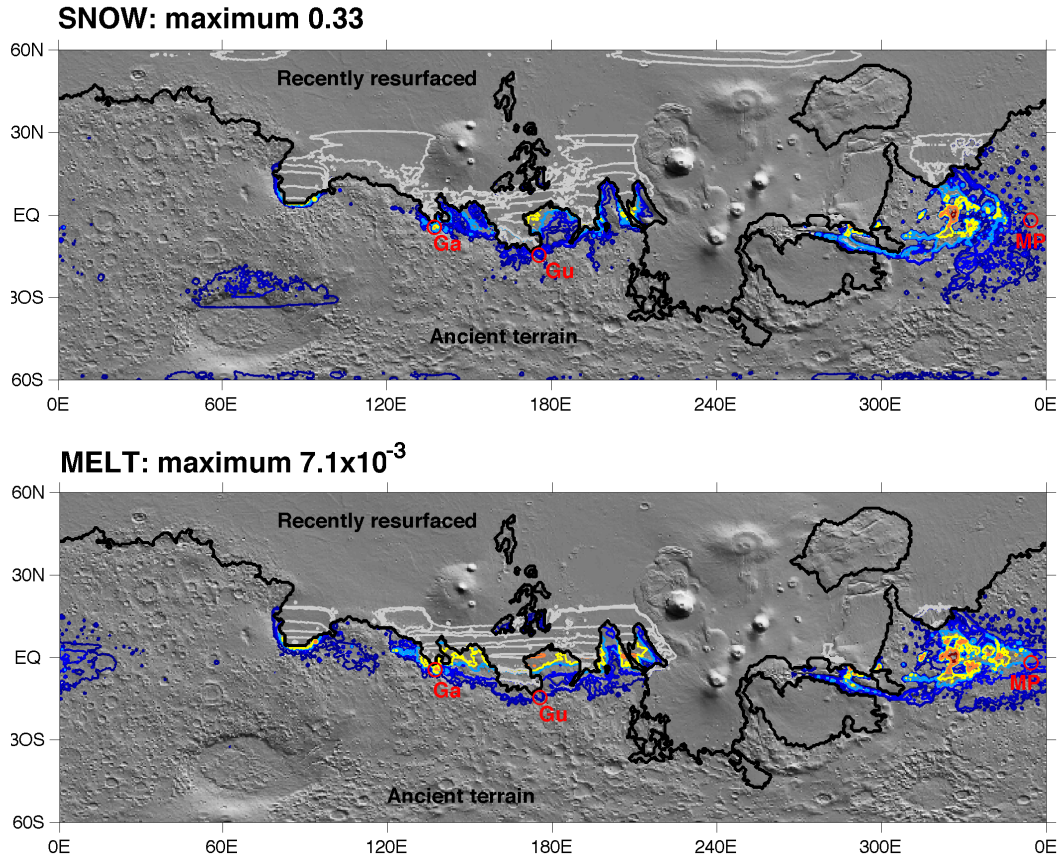 SNOW: maximum 0.33
60N
Recently resurfaced
30N
EQ
Ga
Gu
MP
30S
Ancient terrain
60S
0E 60E 120E 180E 240E 300E 0E
MELT: maximum 7.1x10-3
60N
Recently resurfaced
30N
EQ
Ga
Gu
MP
30S
Ancient terrain
60S
0E 60E 120E 180E 240E 300E 0E